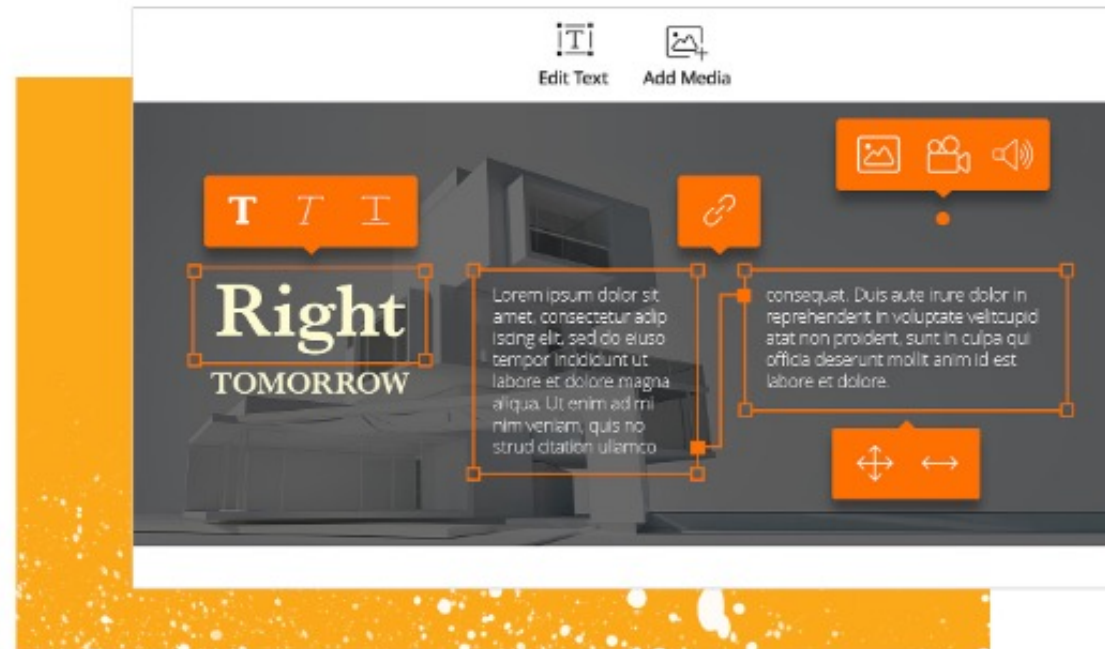 Edit Text
Add Media
Right
TOMORROW
Lorem ipsum dolor sit
amet, consectetur adip
iscing elit, sed do eiuso
tempor incididunt ut
labore et dolore magna
aliqua. Ut enim ad mi
nim veniam, quis no
strud citation ullamco
consequat. Duis aute irure dolor in
reprehenderit in voluptate velitcupid
atat non proident, sunt in culpa qui
officia deserunt mollit anim id est
labore et dolore.